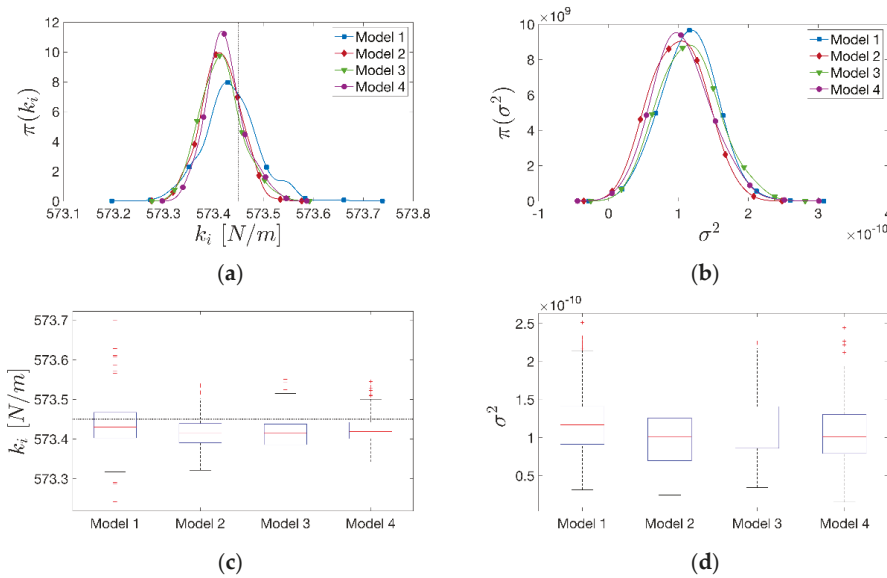 12
10
8
6
4
2
0
π(k_i)
573.1 573.2 573.3 573.4 573.5 573.6 573.7 573.8
k_i [N/m]
Model 1
Model 2
Model 3
Model 4
(a)
10 ×10^9
8
6
4
2
0
π(σ²)
-1 0 1 2 3 4
×10^-10
σ²
Model 1
Model 2
Model 3
Model 4
(b)
573.7
573.6
573.5
573.4
573.3
k_i [N/m]
Model 1 Model 2 Model 3 Model 4
(c)
×10^-10
2.5
2
1.5
1
0.5
σ²
Model 1 Model 2 Model 3 Model 4
(d)